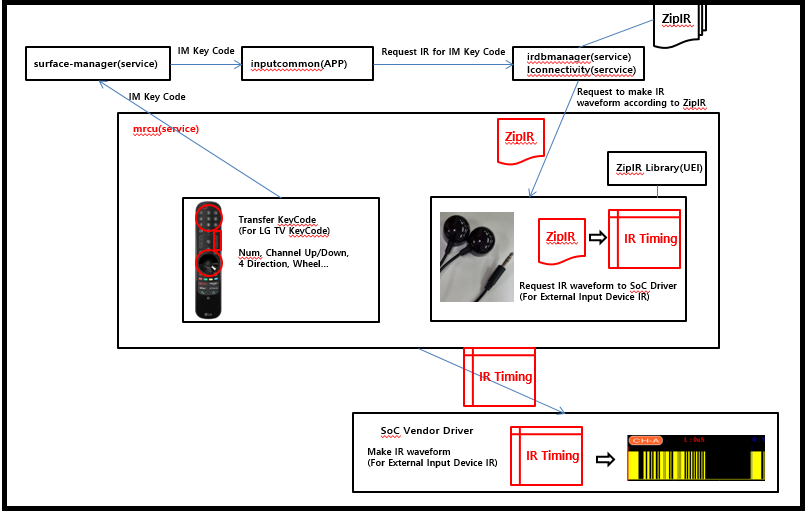 ZipIR
IM Key Code
Request IR for IM Key Code
surface-manager(service)
inputcommon(APP)
irdbmanager(service)
Iconnectivity(sercvice)
IM Key Code
Request to make IR
waveform according to ZipIR
mrcu(service)
ZipIR
ZipIR Library(UEI)
Transfer KeyCode
(For LG TV KeyCode)
Num, Channel Up/Down,
4 Direction, Wheel...
ZipIR
IR Timing
Request IR waveform to SoC Driver
(For External Input Device IR)
IR Timing
SoC Vendor Driver
Make IR waveform
(For External Input Device IR)
IR Timing
CH-A